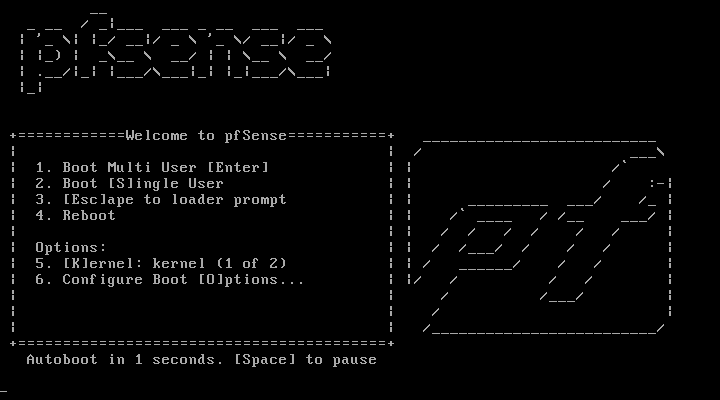 pfsense
Welcome to pfSense
1. Boot Multi User [Enter]
2. Boot [S]ingle User
3. [Esc]ape to loader prompt
4. Reboot
Options:
5. [K]ernel: kernel (1 of 2)
6. Configure Boot [O]ptions...
Autoboot in 1 seconds. [Space] to pause
pf